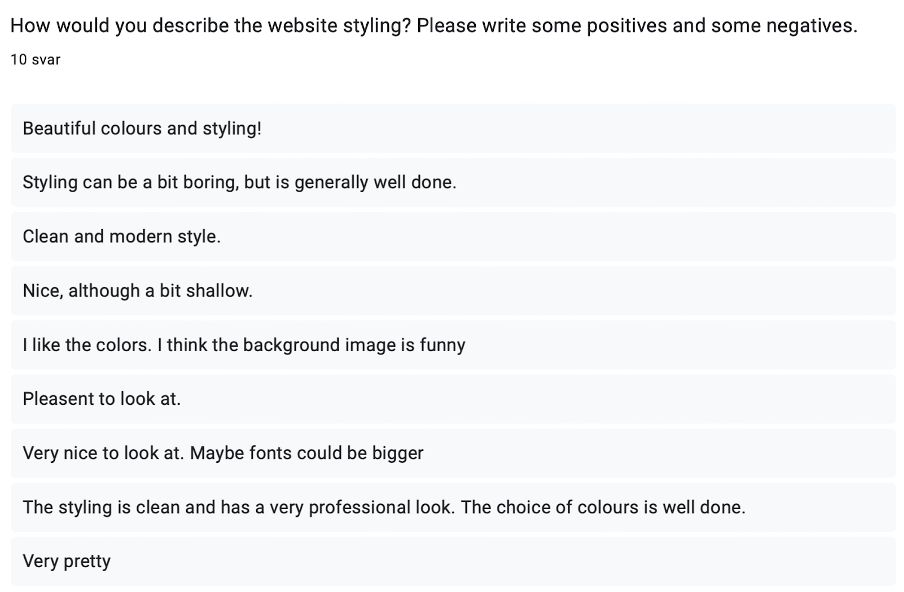 How would you describe the website styling? Please write some positives and some negatives.
10 svar
Beautiful colours and styling!
Styling can be a bit boring, but is generally well done.
Clean and modern style.
Nice, although a bit shallow.
I like the colors. I think the background image is funny
Pleasent to look at.
Very nice to look at. Maybe fonts could be bigger
The styling is clean and has a very professional look. The choice of colours is well done.
Very pretty